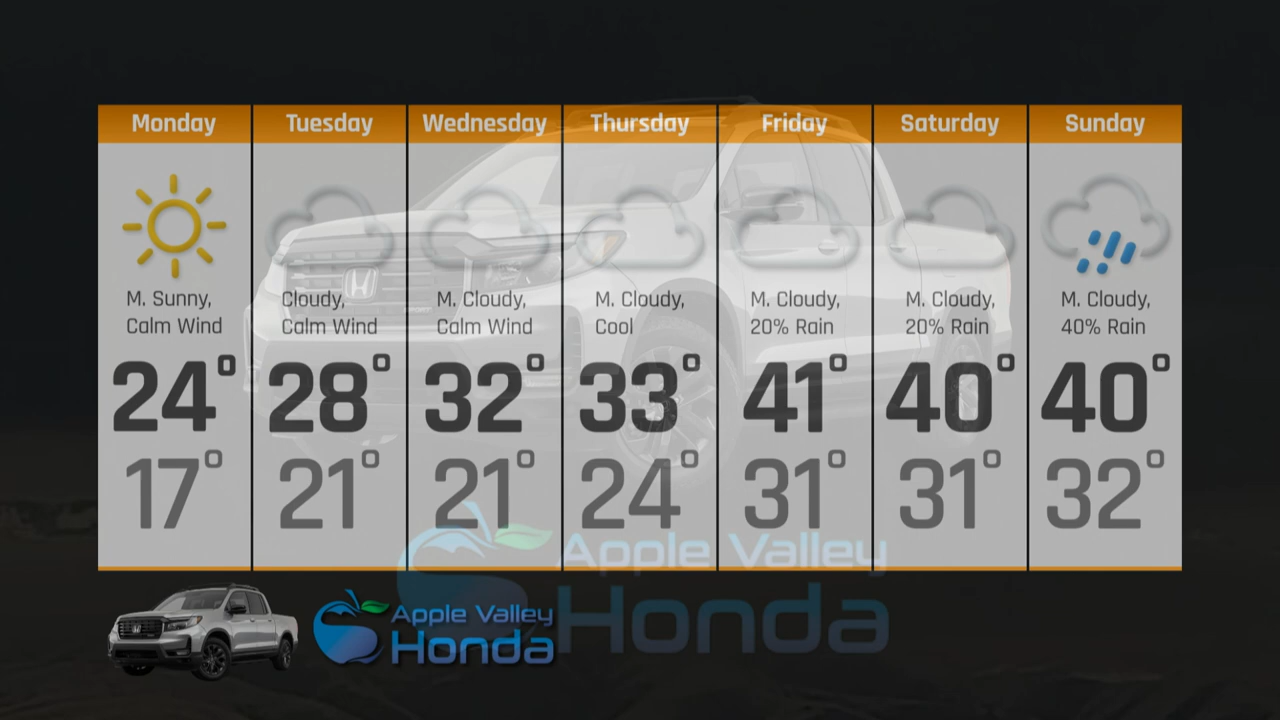 Monday
Tuesday
Wednesday
Thursday
Friday
Saturday
Sunday
M. Sunny,
Calm Wind
24°
17°
Cloudy,
Calm Wind
28°
21°
M. Cloudy,
Calm Wind
32°
21°
M. Cloudy,
Cool
33°
24°
M. Cloudy,
20% Rain
41°
31°
M. Cloudy,
20% Rain
40°
31°
M. Cloudy,
40% Rain
40°
32°
Apple Valley
Honda
Apple Valley
Honda